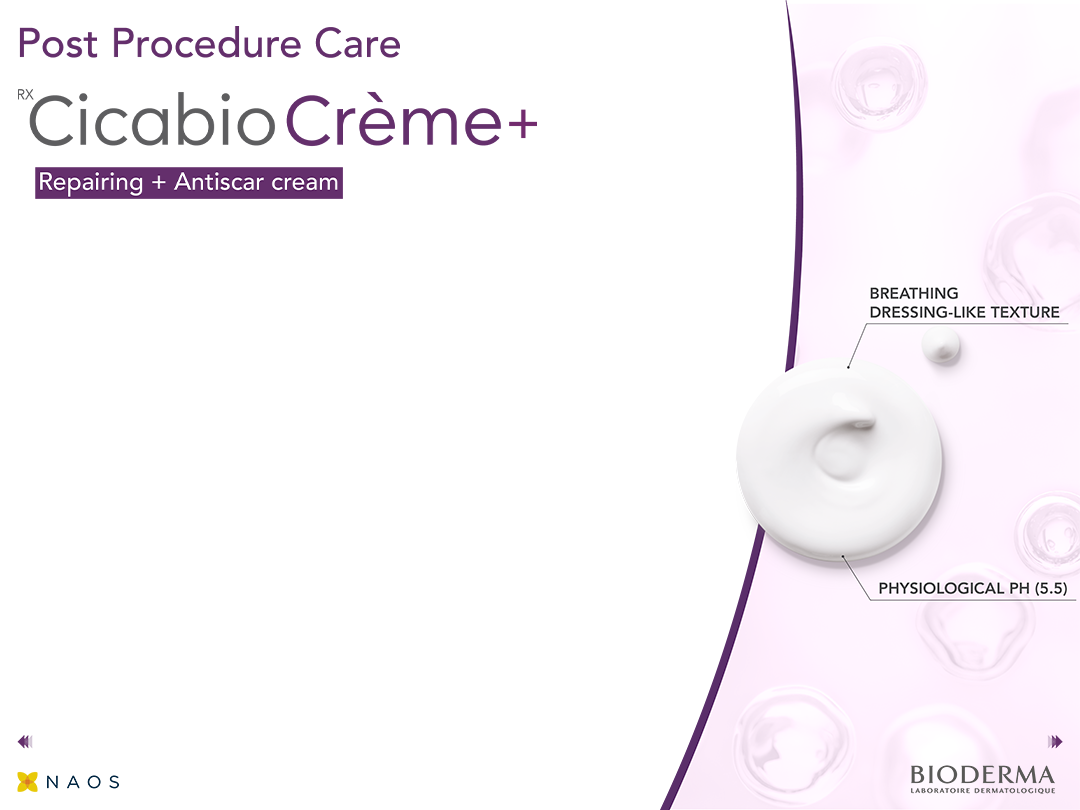 Post Procedure Care
RX
Cicabio Crème+
Repairing + Antiscar cream
BREATHING
DRESSING-LIKE TEXTURE
PHYSIOLOGICAL PH (5.5)
NAOS
BIODERMA
LABORATOIRE DERMATOLOGIQUE